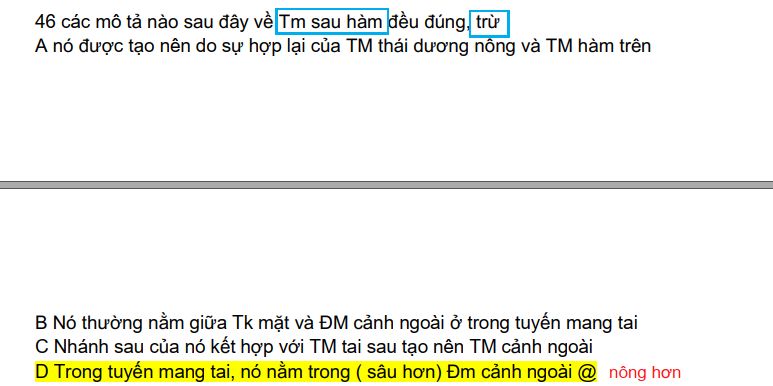 46 các mô tả nào sau đây về Tm sau hàm đều đúng, trừ
A nó được tạo nên do sự hợp lại của TM thái dương nông và TM hàm trên
B Nó thường nằm giữa Tk mặt và ĐM cảnh ngoài ở trong tuyến mang tai
C Nhánh sau của nó kết hợp với TM tai sau tạo nên TM cảnh ngoài
D Trong tuyến mang tai, nó nằm trong ( sâu hơn) Đm cảnh ngoài @ nông hơn